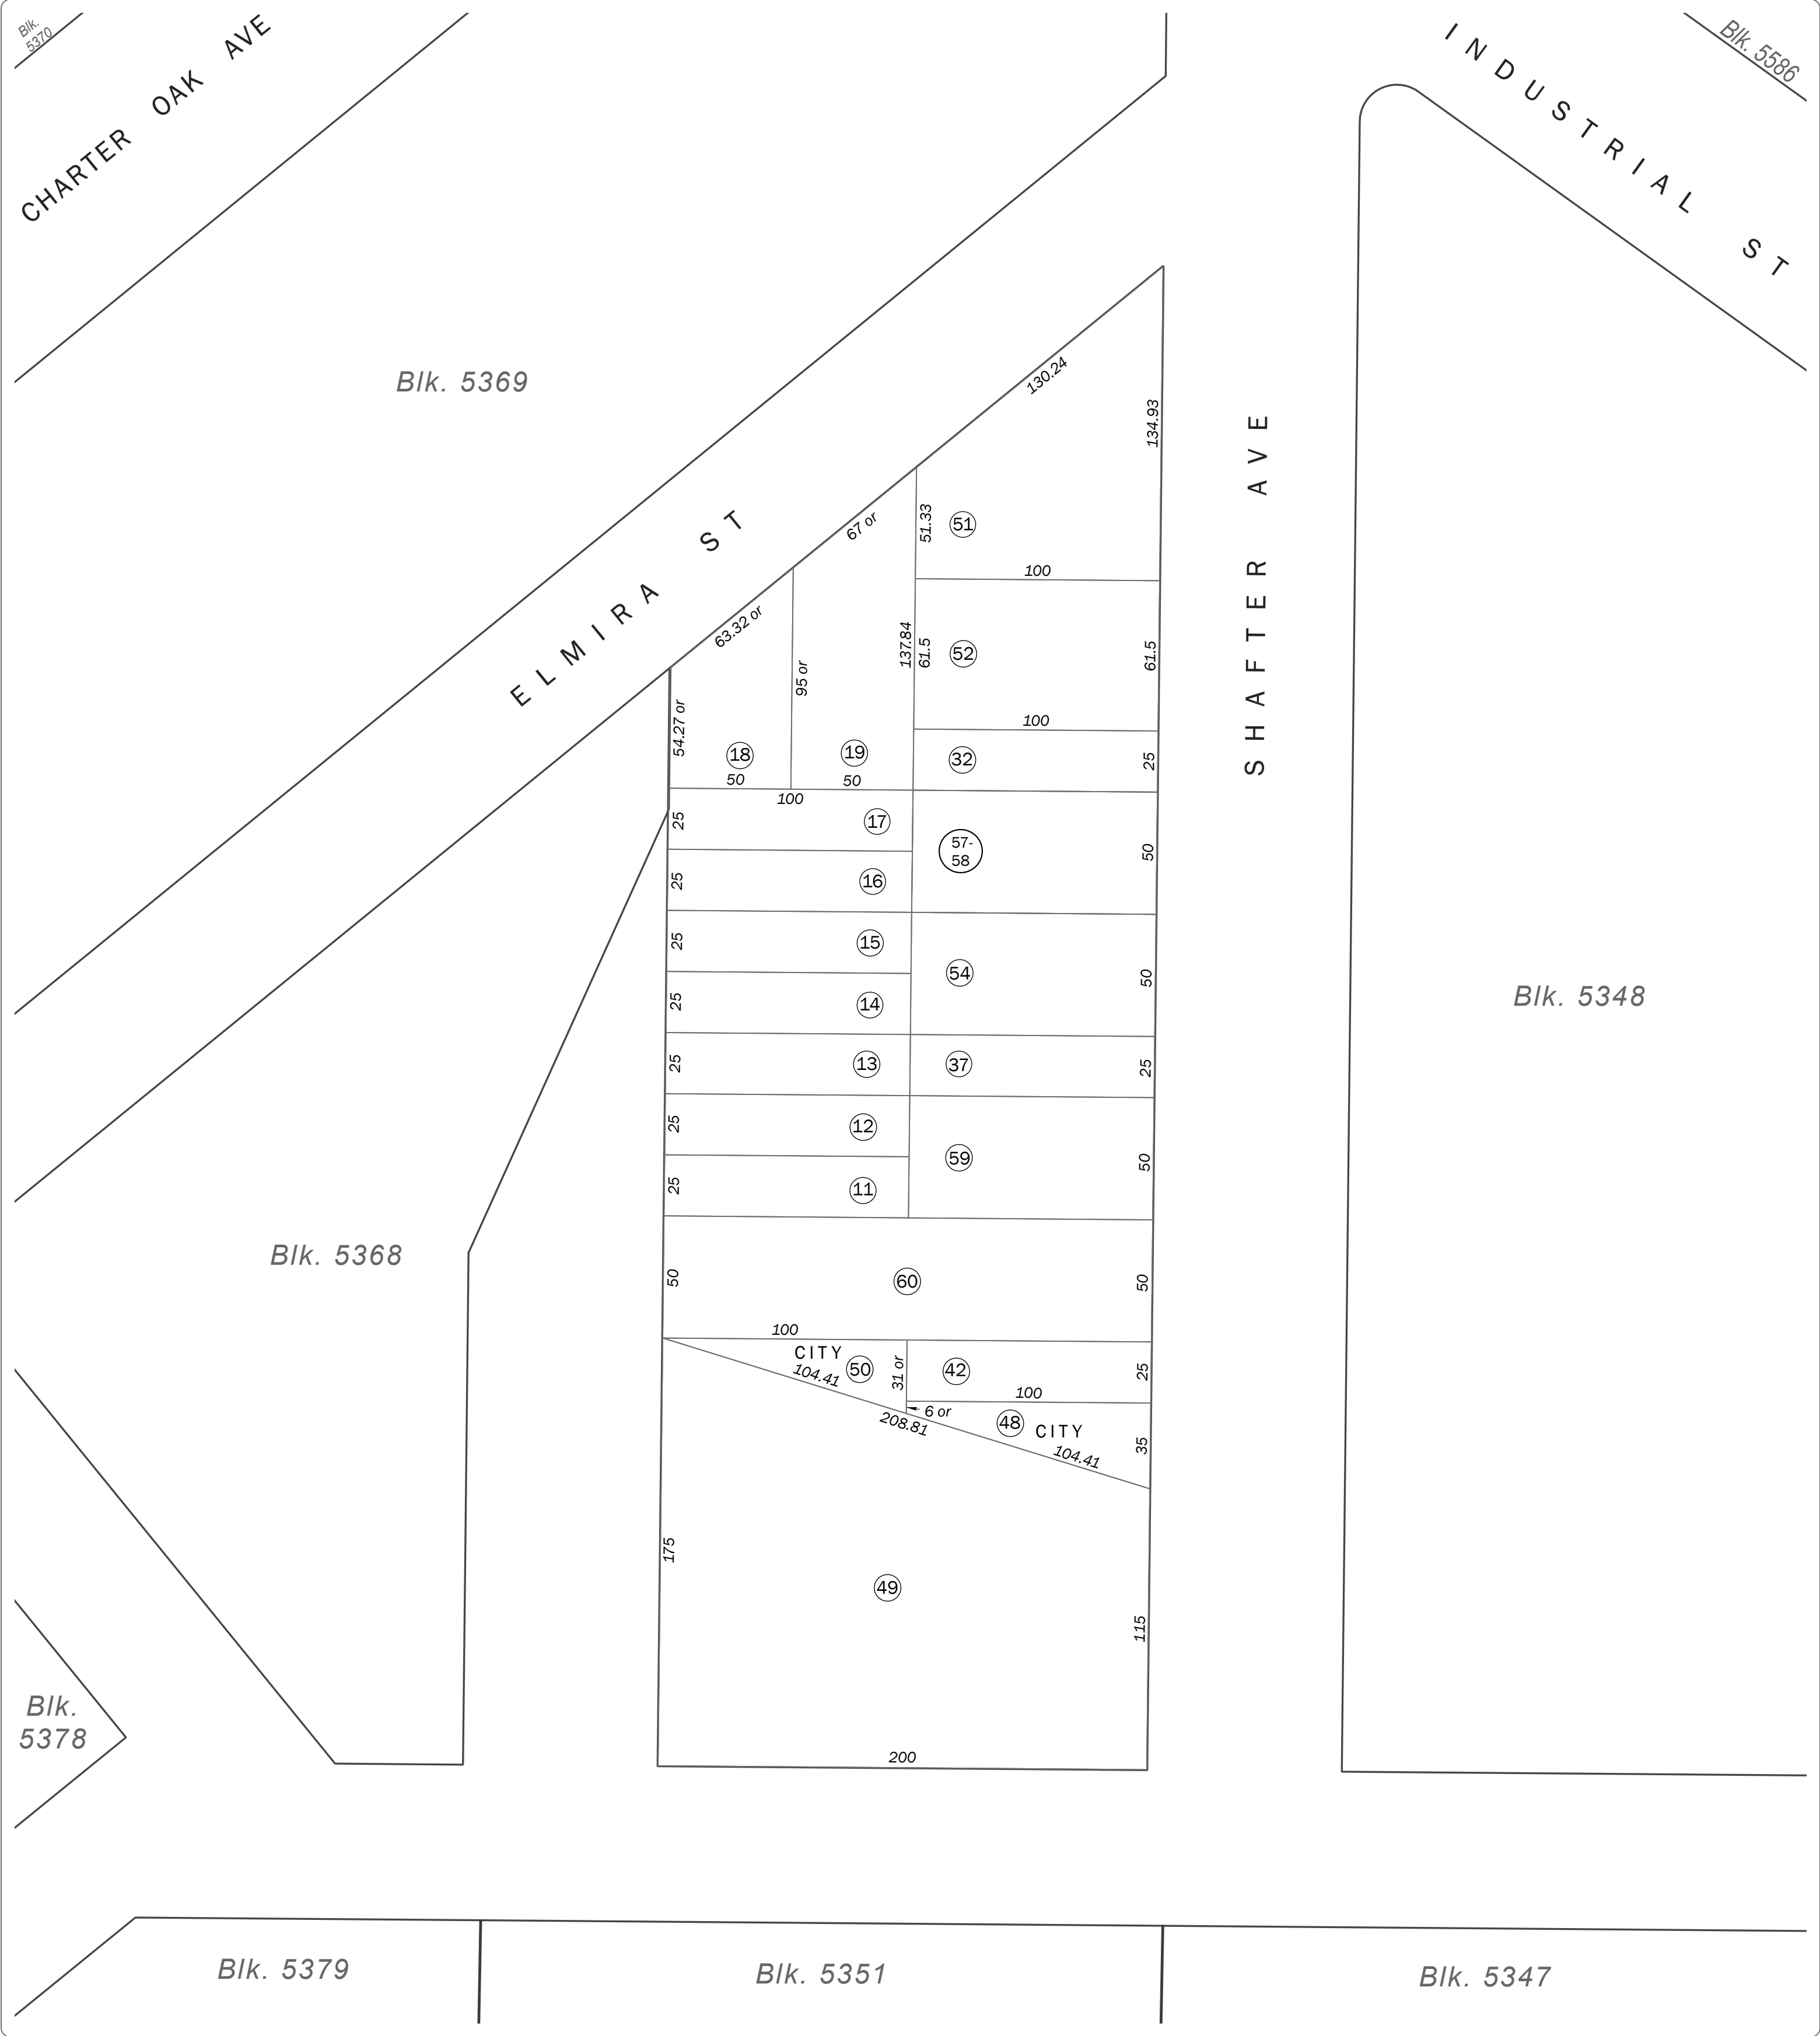 Blk.
5370
CHARTER OAK AVE
INDUSTRIAL ST
Blk. 5586
Blk. 5369
130.24
134.93
SHAFTER AVE
ELMIRA ST
67 or
51.33
51
100
63.32 or
95 or
137.84
61.5
52
61.5
54.27 or
100
18
19
32
25
50
50
100
25
17
57-
58
50
25
16
25
15
54
50
25
14
Blk. 5348
25
13
37
25
25
12
59
50
25
11
Blk. 5368
50
60
50
100
CITY
50
104.41
31 or
42
25
100
6 or
208.81
48
CITY
35
104.41
175
49
115
Blk.
5378
200
Blk. 5379
Blk. 5351
Blk. 5347